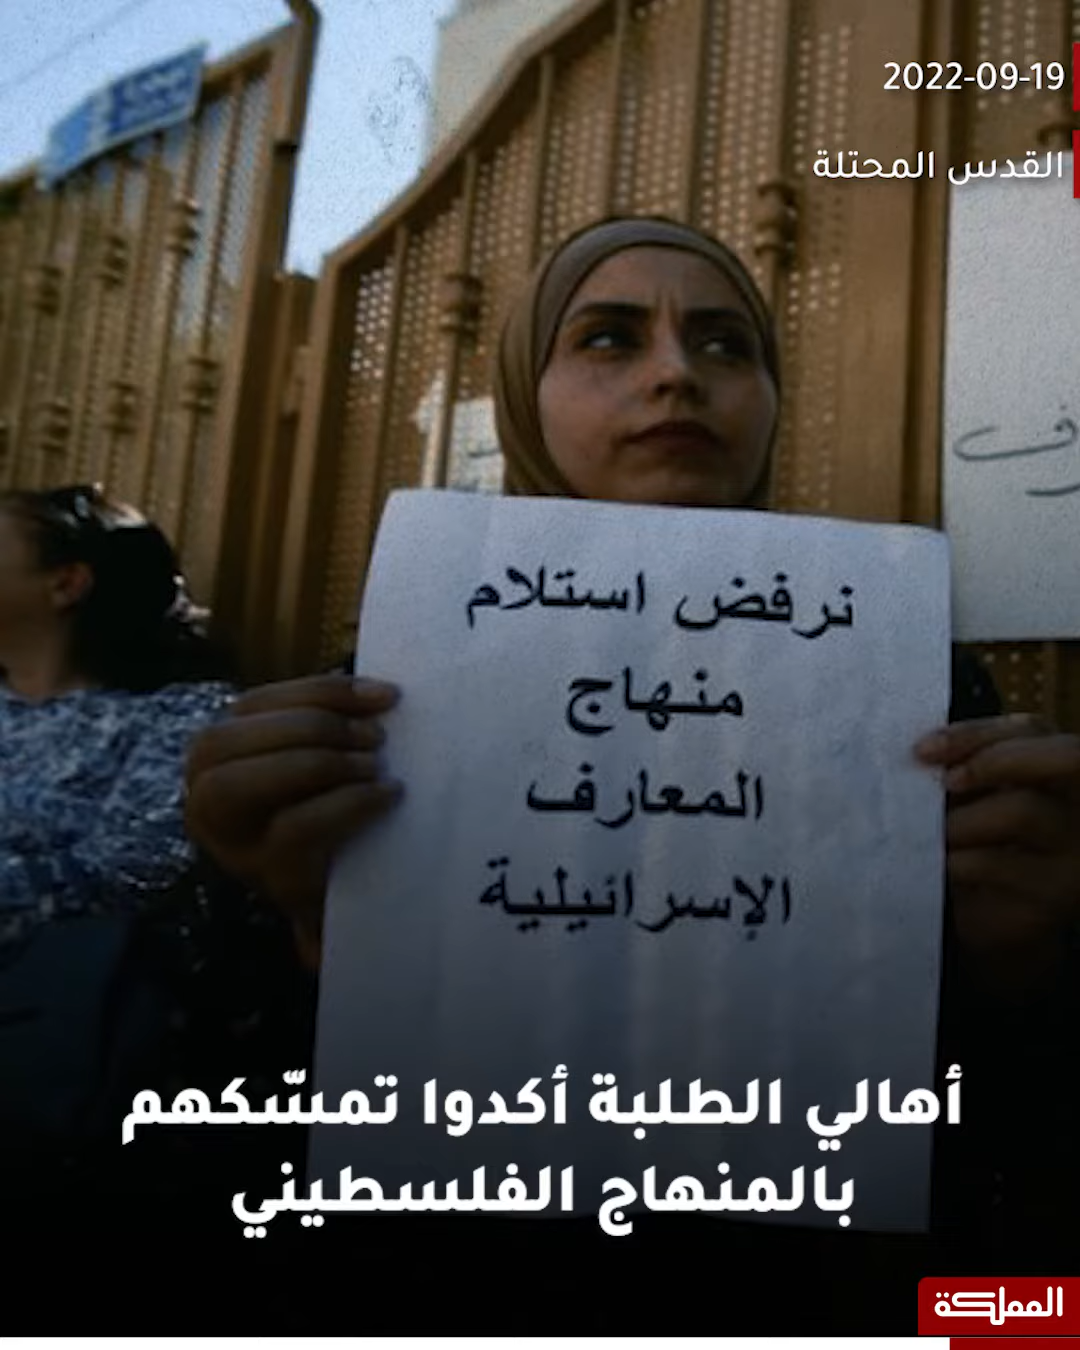 2022-09-19
القدس المحتلة
نرفض استلام
منهاج
المعارف
الإسرائيلية
أهالي الطلبة أكدوا تمسّكهم
بالمنهاج الفلسطيني
المملكة